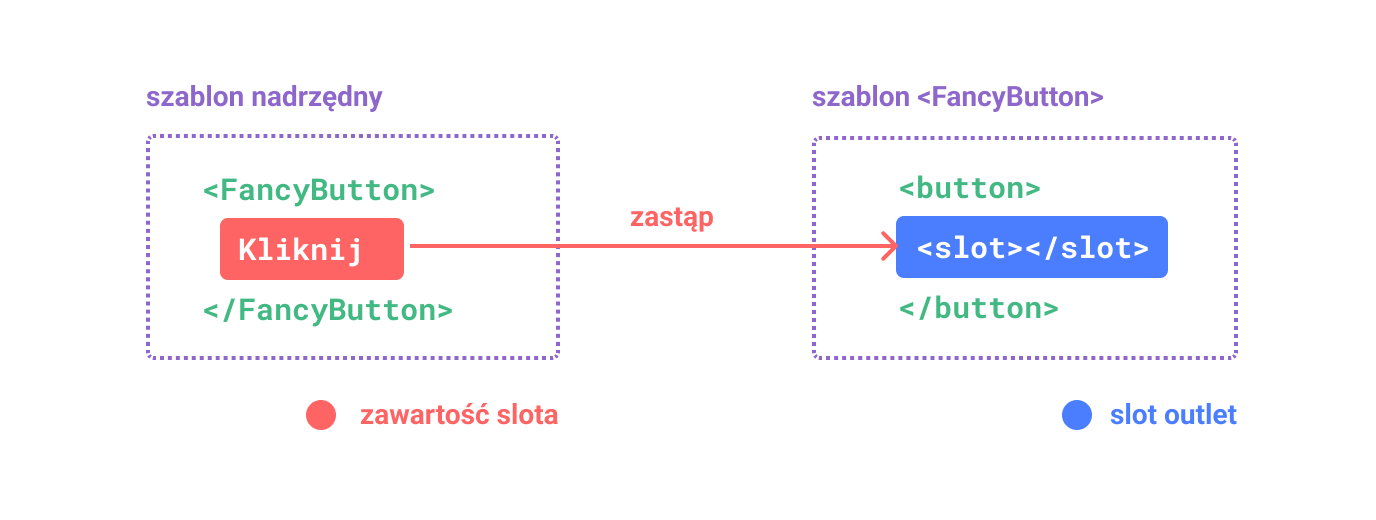 szablon nadrzędny
<FancyButton>
Kliknij
</FancyButton>
zawartość slota
zastąp
szablon <FancyButton>
<button>
<slot></slot>
</button>
slot outlet